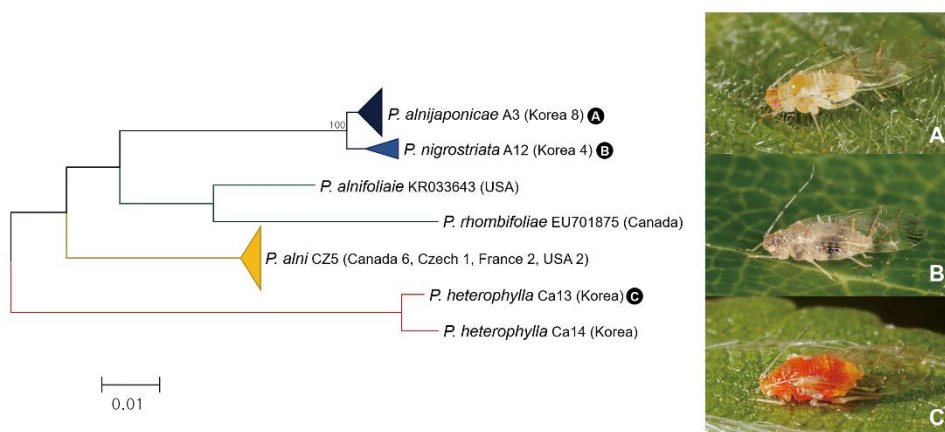 100
P. alnijaponicae A3 (Korea 8) A
P. nigrostriata A12 (Korea 4) B
P. alnifoliaie KR033643 (USA)
P. rhombifoliae EU701875 (Canada)
P. alni CZ5 (Canada 6, Czech 1, France 2, USA 2)
P. heterophylla Ca13 (Korea) C
P. heterophylla Ca14 (Korea)
0.01
A
B
C